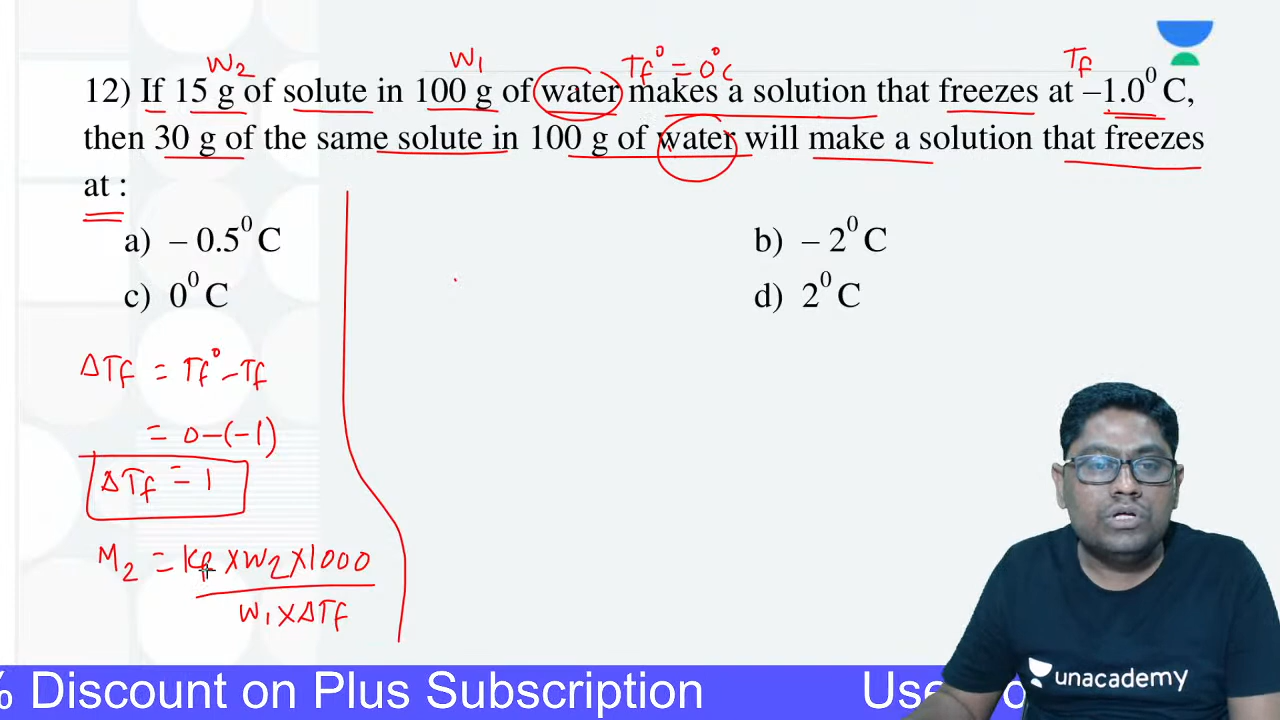 W2 W1 Tf° = 0°C Tf
12) If 15 g of solute in 100 g of water makes a solution that freezes at –1.0⁰ C,
then 30 g of the same solute in 100 g of water will make a solution that freezes
at :
a) – 0.5⁰ C b) – 2⁰ C
c) 0⁰ C d) 2⁰ C
ΔTf = Tf° – Tf
= 0–(–1)
ΔTf = 1
M2 = Kf × W2 × 1000
W1 × ΔTf
unacademy
% Discount on Plus Subscription Use